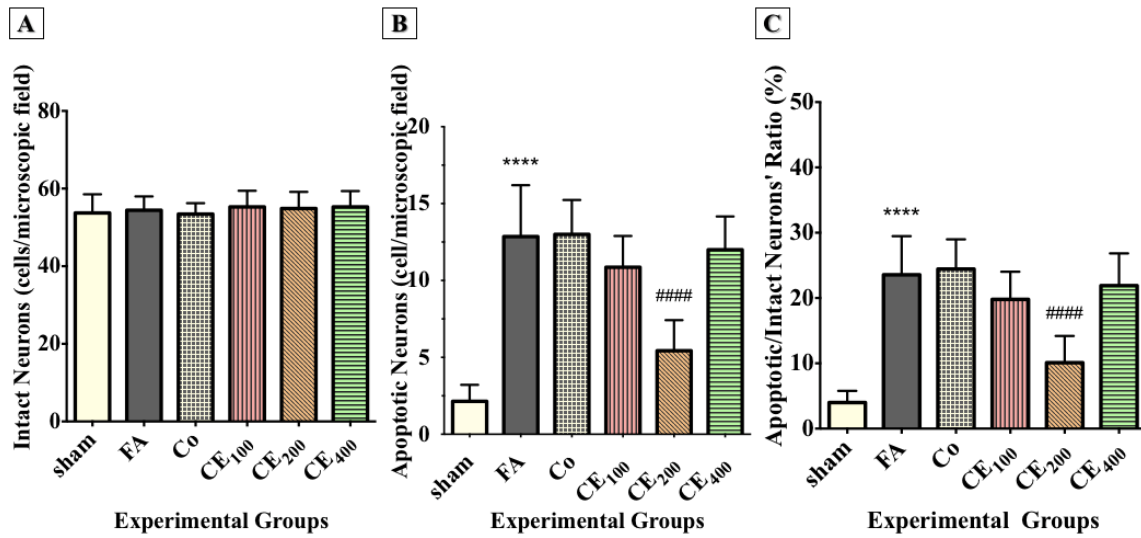 A
Intact Neurons (cells/microscopic field)
80
60
40
20
0
sham
FA
Co
CE100
CE200
CE400
Experimental Groups
B
Apoptotic Neurons (cell/microscopic field)
20
15
10
5
0
****
####
sham
FA
Co
CE100
CE200
CE400
Experimental Groups
C
Apoptotic/Intact Neurons' Ratio (%)
50
40
30
20
10
0
****
####
sham
FA
Co
CE100
CE200
CE400
Experimental Groups